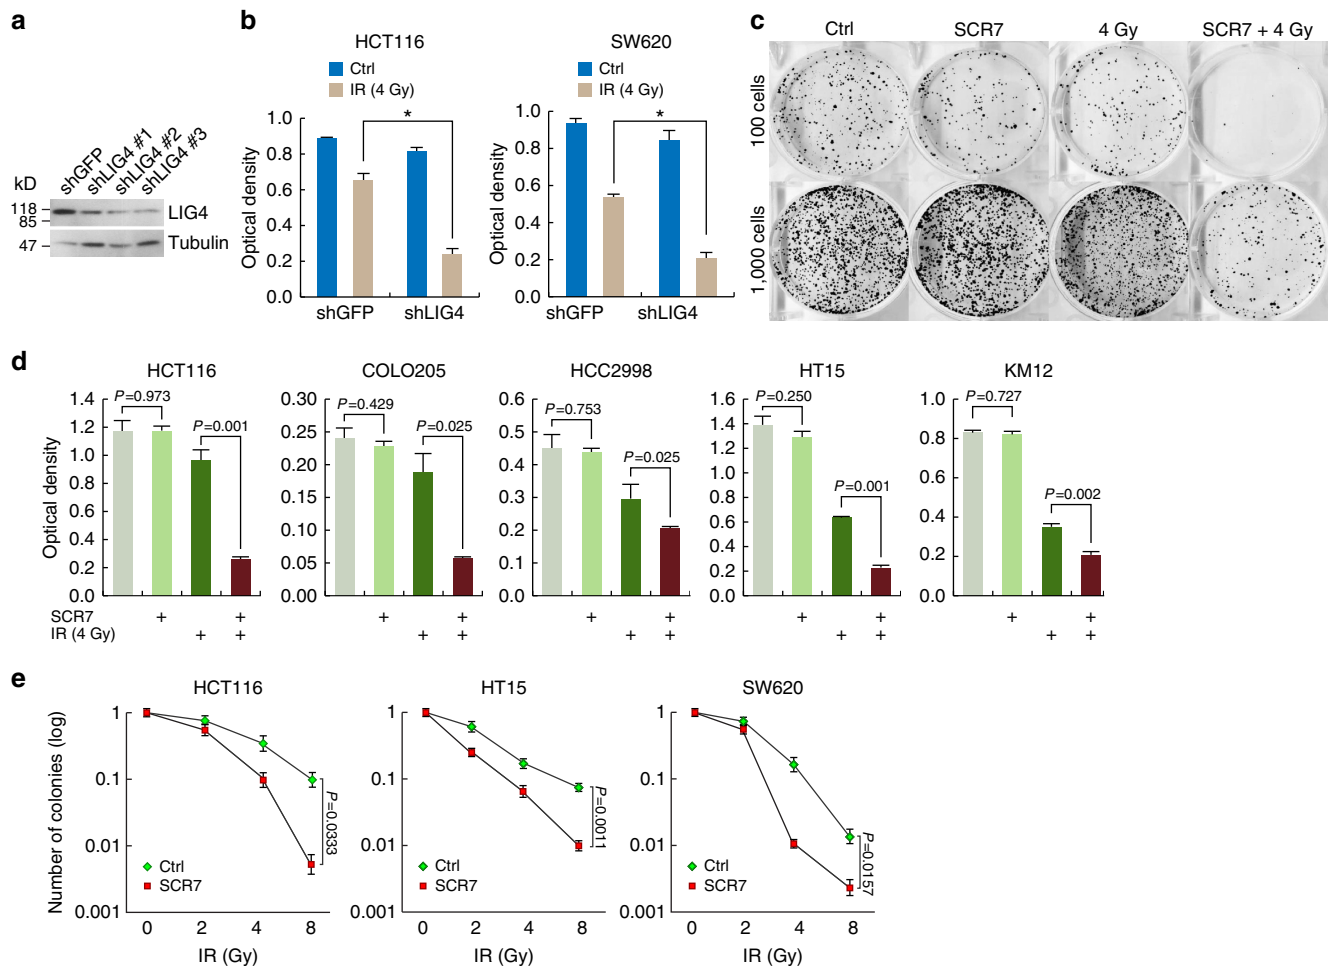 a
kD
shGFP
shLIG4 #1
shLIG4 #2
shLIG4 #3
118
85
47
LIG4
Tubulin
b
HCT116
Ctrl
IR (4 Gy)
*
Optical density
1.0
0.8
0.6
0.4
0.2
0.0
shGFP
shLIG4
SW620
Ctrl
IR (4 Gy)
*
Optical density
1.0
0.8
0.6
0.4
0.2
0.0
shGFP
shLIG4
c
Ctrl
SCR7
4 Gy
SCR7 + 4 Gy
100 cells
1,000 cells
d
HCT116
Optical density
1.4
1.2
1.0
0.8
0.6
0.4
0.2
0.0
P=0.973
P=0.001
COLO205
0.30
0.25
0.20
0.15
0.10
0.05
0.00
P=0.429
P=0.025
HCC2998
0.6
0.5
0.4
0.3
0.2
0.1
0.0
P=0.753
P=0.025
HT15
1.6
1.4
1.2
1.0
0.8
0.6
0.4
0.2
0.0
P=0.250
P=0.001
KM12
1.0
0.8
0.6
0.4
0.2
0.0
P=0.727
P=0.002
SCR7 + + + + + + + + + +
IR (4 Gy) + + + + + + + + + +
e
HCT116
Number of colonies (log)
1
0.1
0.01
0.001
Ctrl
SCR7
P=0.0333
0 2 4 8
IR (Gy)
HT15
1
0.1
0.01
0.001
Ctrl
SCR7
P=0.0011
0 2 4 8
IR (Gy)
SW620
1
0.1
0.01
0.001
Ctrl
SCR7
P=0.0157
0 2 4 8
IR (Gy)